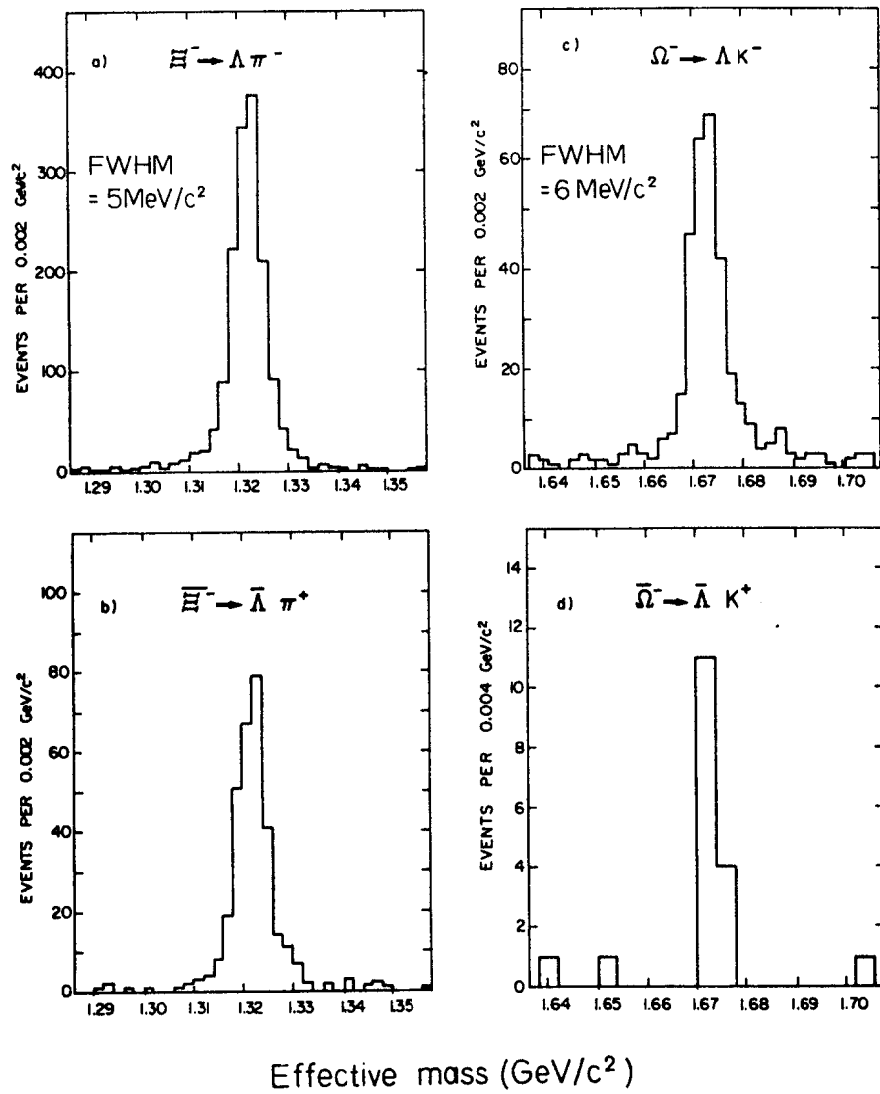 a) Ξ⁻ → Λ π⁻
FWHM
= 5MeV/c²
EVENTS PER 0.002 GeV/c²
400
300
200
100
0
1.29 1.30 1.31 1.32 1.33 1.34 1.35
c) Ω⁻ → Λ K⁻
FWHM
= 6 MeV/c²
EVENTS PER 0.002 GeV/c²
80
60
40
20
0
1.64 1.65 1.66 1.67 1.68 1.69 1.70
b) Ξ̄⁻ → Λ̄ π⁺
EVENTS PER 0.002 GeV/c²
100
80
60
40
20
0
1.29 1.30 1.31 1.32 1.33 1.34 1.35
d) Ω̄⁻ → Λ̄ K⁺
EVENTS PER 0.004 GeV/c²
14
12
10
8
6
4
2
0
1.64 1.65 1.66 1.67 1.68 1.69 1.70
Effective mass (GeV/c²)